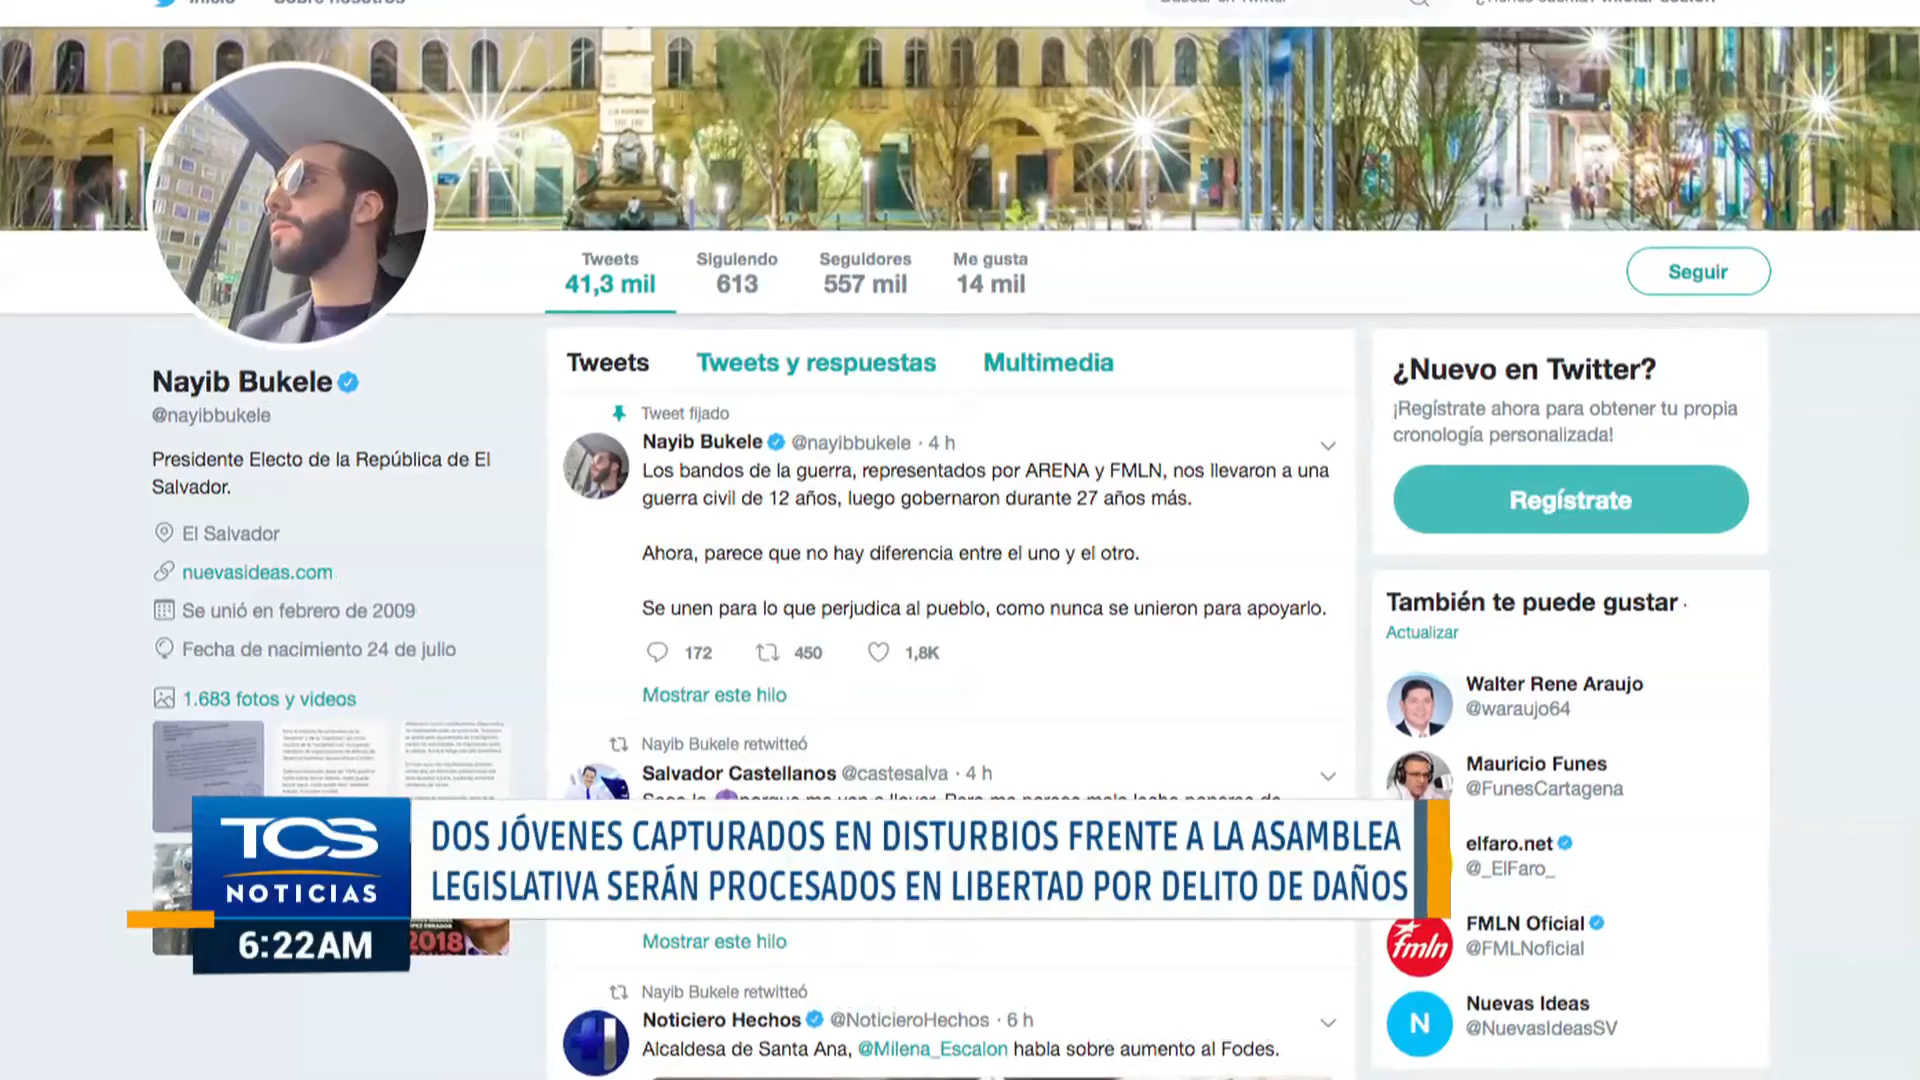 Inicio
Sobre nosotros
Buscar en Twitter
¿Tienes cuenta? Iniciar sesión
Tweets
41,3 mil
Siguiendo
613
Seguidores
557 mil
Me gusta
14 mil
Seguir
Nayib Bukele
@nayibbukele
Presidente Electo de la República de El
Salvador.
El Salvador
nuevasideas.com
Se unió en febrero de 2009
Fecha de nacimiento 24 de julio
1.683 fotos y videos
2018
Tweets
Tweets y respuestas
Multimedia
Tweet fijado
Nayib Bukele @nayibbukele · 4 h
Los bandos de la guerra, representados por ARENA y FMLN, nos llevaron a una
guerra civil de 12 años, luego gobernaron durante 27 años más.
Ahora, parece que no hay diferencia entre el uno y el otro.
Se unen para lo que perjudica al pueblo, como nunca se unieron para apoyarlo.
172
450
1,8K
Mostrar este hilo
Nayib Bukele retwitteó
Salvador Castellanos @castesalva · 4 h
Mostrar este hilo
Nayib Bukele retwitteó
Noticiero Hechos @NoticieroHechos · 6 h
Alcaldesa de Santa Ana, @Milena_Escalon habla sobre aumento al Fodes.
¿Nuevo en Twitter?
¡Regístrate ahora para obtener tu propia
cronología personalizada!
Regístrate
También te puede gustar ·
Actualizar
Walter Rene Araujo
@waraujo64
Mauricio Funes
@FunesCartagena
elfaro.net
@_ElFaro_
fmln
FMLN Oficial
@FMLNoficial
N
Nuevas Ideas
@NuevasIdeasSV
TCS
NOTICIAS
6:22AM
DOS JÓVENES CAPTURADOS EN DISTURBIOS FRENTE A LA ASAMBLEA
LEGISLATIVA SERÁN PROCESADOS EN LIBERTAD POR DELITO DE DAÑOS